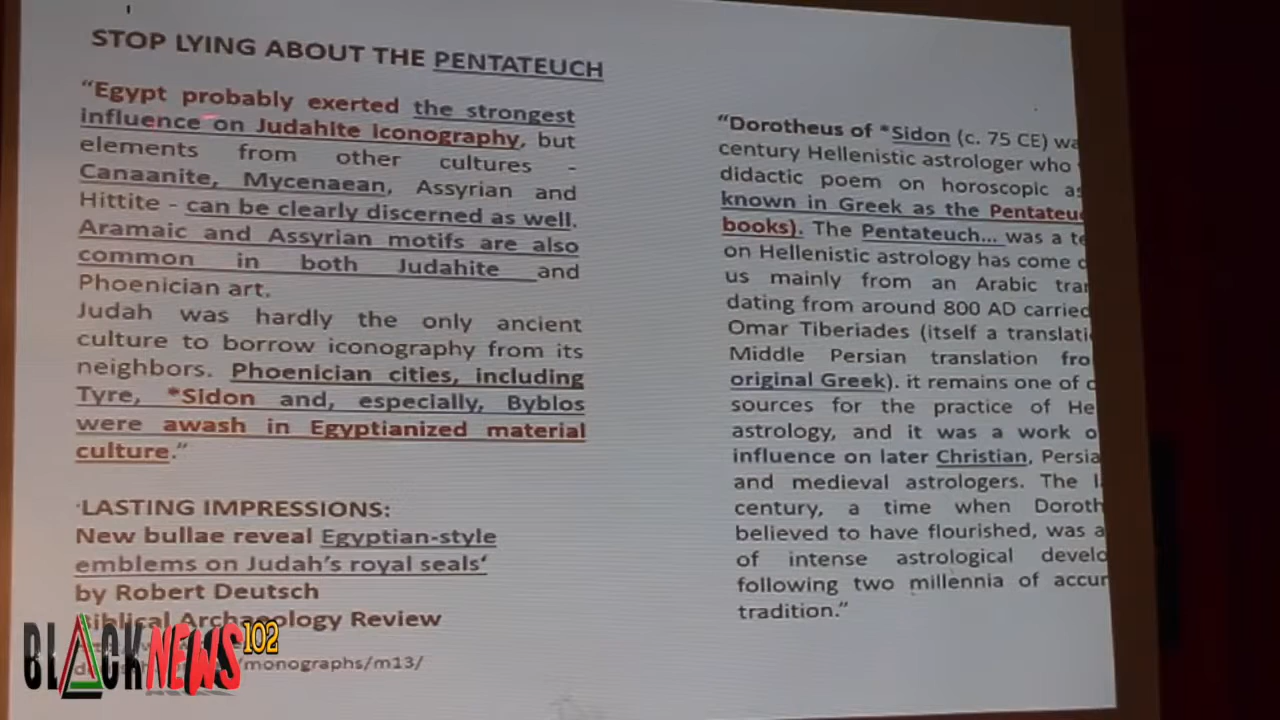 STOP LYING ABOUT THE PENTATEUCH
“Egypt probably exerted the strongest
influence on Judahite iconography, but
elements from other cultures -
Canaanite, Mycenaean, Assyrian and
Hittite - can be clearly discerned as well.
Aramaic and Assyrian motifs are also
common in both Judahite and
Phoenician art.
Judah was hardly the only ancient
culture to borrow iconography from its
neighbors. Phoenician cities, including
Tyre, *Sidon and, especially, Byblos
were awash in Egyptianized material
culture.”
‘LASTING IMPRESSIONS:
New bullae reveal Egyptian-style
emblems on Judah’s royal seals‘
by Robert Deutsch
Biblical Archaeology Review
/monographs/m13/
“Dorotheus of *Sidon (c. 75 CE)
century Hellenistic astrologer who
didactic poem on horoscopic
known in Greek as the
books). The Pentateuch... was a
on Hellenistic astrology has come
us mainly from an Arabic
dating from around 800 AD carried
Omar Tiberiades (itself a
Middle Persian translation
original Greek). it remains one of
sources for the practice of
astrology, and it was a work
influence on later Christian,
and medieval astrologers. The
century, a time when
believed to have flourished, was
of intense astrological
following two millennia of
tradition.”
BLACK NEWS 102